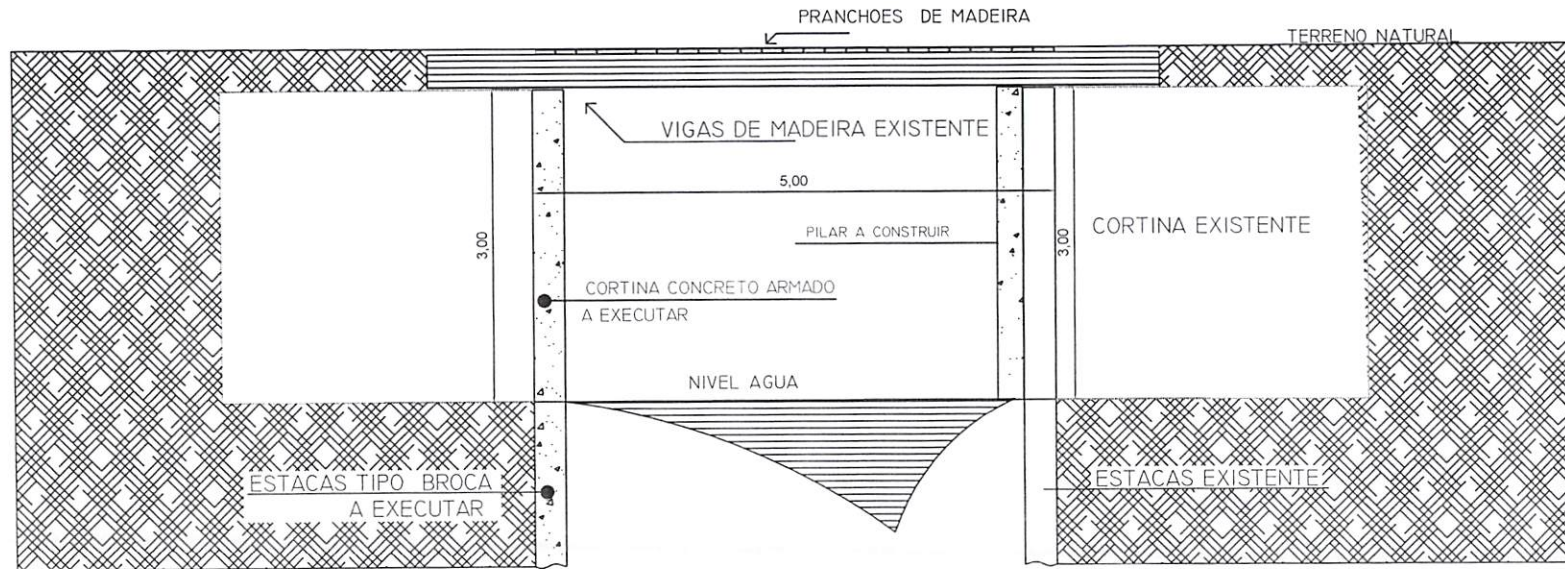 PRANCHOES DE MADEIRA
TERRENO NATURAL
VIGAS DE MADEIRA EXISTENTE
5,00
PILAR A CONSTRUIR
CORTINA EXISTENTE
3,00
3,00
CORTINA CONCRETO ARMADO
A EXECUTAR
NIVEL AGUA
ESTACAS TIPO BROCA
A EXECUTAR
ESTACAS EXISTENTE